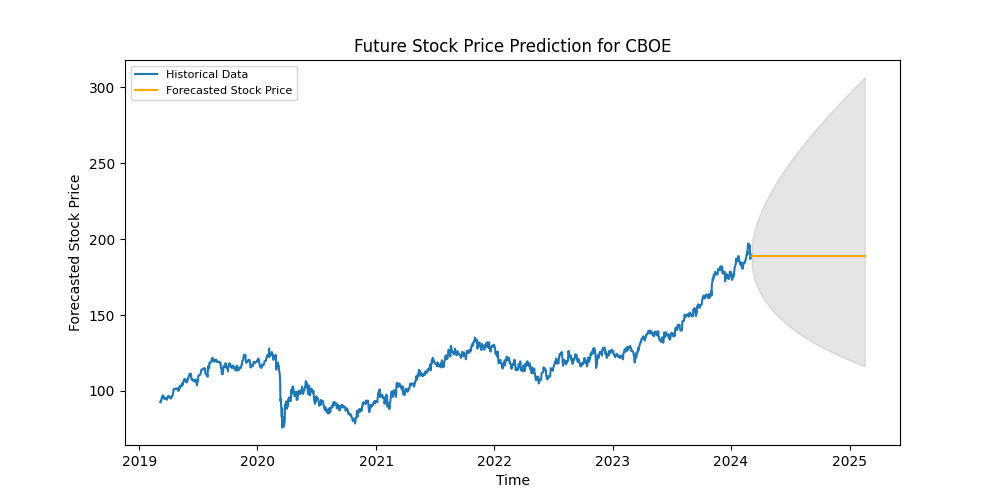 Future Stock Price Prediction for CBOE
Historical Data
Forecasted Stock Price
Forecasted Stock Price
300
250
200
150
100
2019 2020 2021 2022 2023 2024 2025
Time